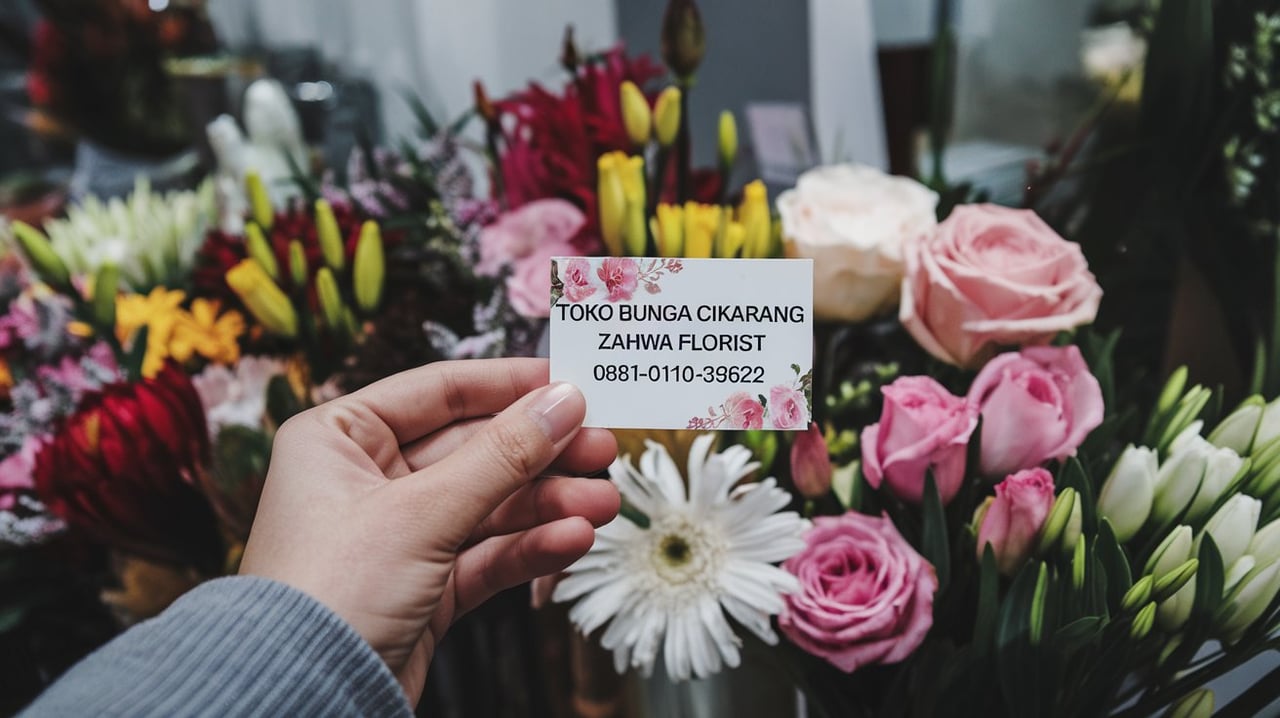 TOKO BUNGA CIKARANG
ZAHWA FLORIST
0881-0110-39622